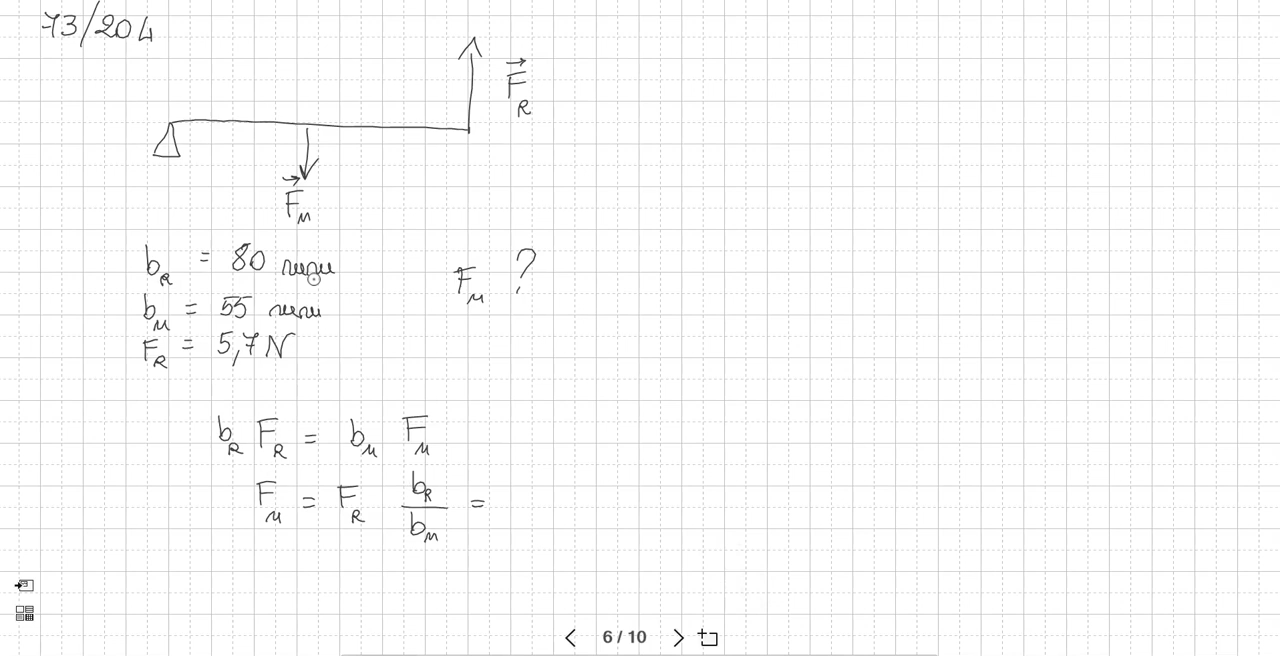 73/204
F_R
F_M
b_R = 80 mm
F_M ?
b_M = 55 mm
F_R = 5,7 N
b_R F_R = b_M F_M
F_M = F_R b_R / b_M =
6 / 10